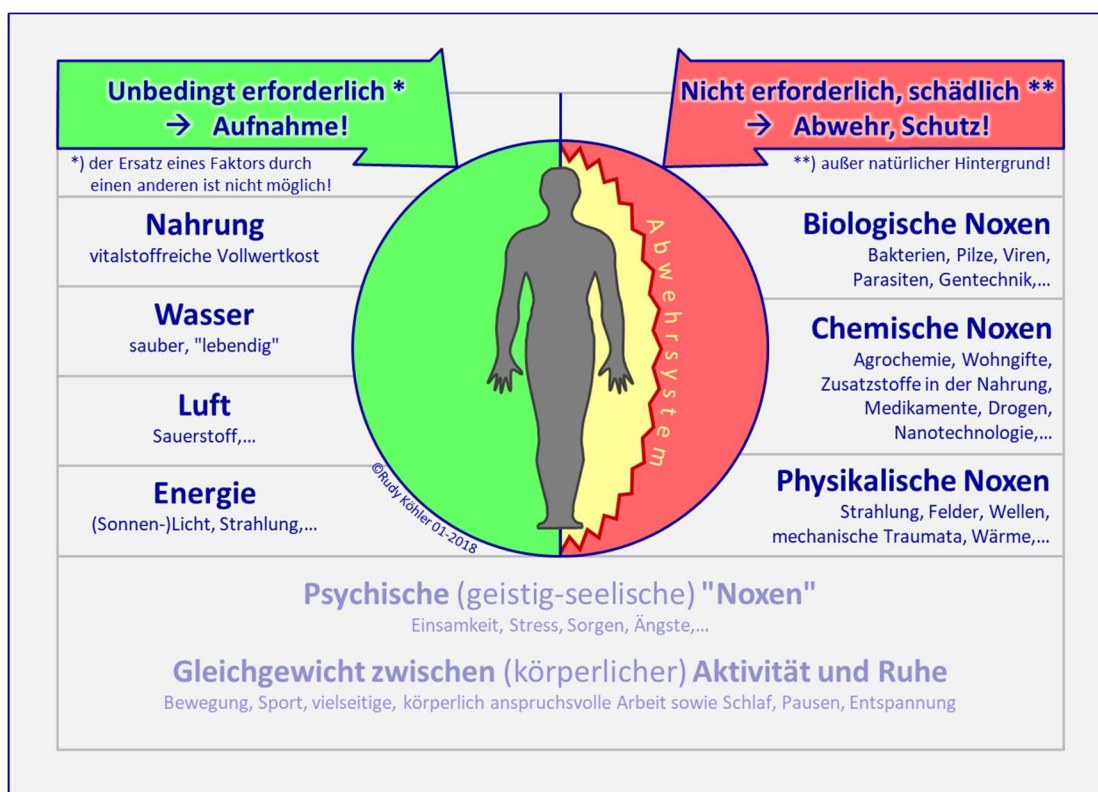 Unbedingt erforderlich *
→ Aufnahme!
*) der Ersatz eines Faktors durch
einen anderen ist nicht möglich!
Nahrung
vitalstoffreiche Vollwertkost
Wasser
sauber, "lebendig"
Luft
Sauerstoff,...
Energie
(Sonnen-)Licht, Strahlung,...
©Rudy Köhler 01-2018
Abwehrsystem
Nicht erforderlich, schädlich **
→ Abwehr, Schutz!
**) außer natürlicher Hintergrund!
Biologische Noxen
Bakterien, Pilze, Viren,
Parasiten, Gentechnik,...
Chemische Noxen
Agrochemie, Wohngifte,
Zusatzstoffe in der Nahrung,
Medikamente, Drogen,
Nanotechnologie,...
Physikalische Noxen
Strahlung, Felder, Wellen,
mechanische Traumata, Wärme,...
Psychische (geistig-seelische) "Noxen"
Einsamkeit, Stress, Sorgen, Ängste,...
Gleichgewicht zwischen (körperlicher) Aktivität und Ruhe
Bewegung, Sport, vielseitige, körperlich anspruchsvolle Arbeit sowie Schlaf, Pausen, Entspannung